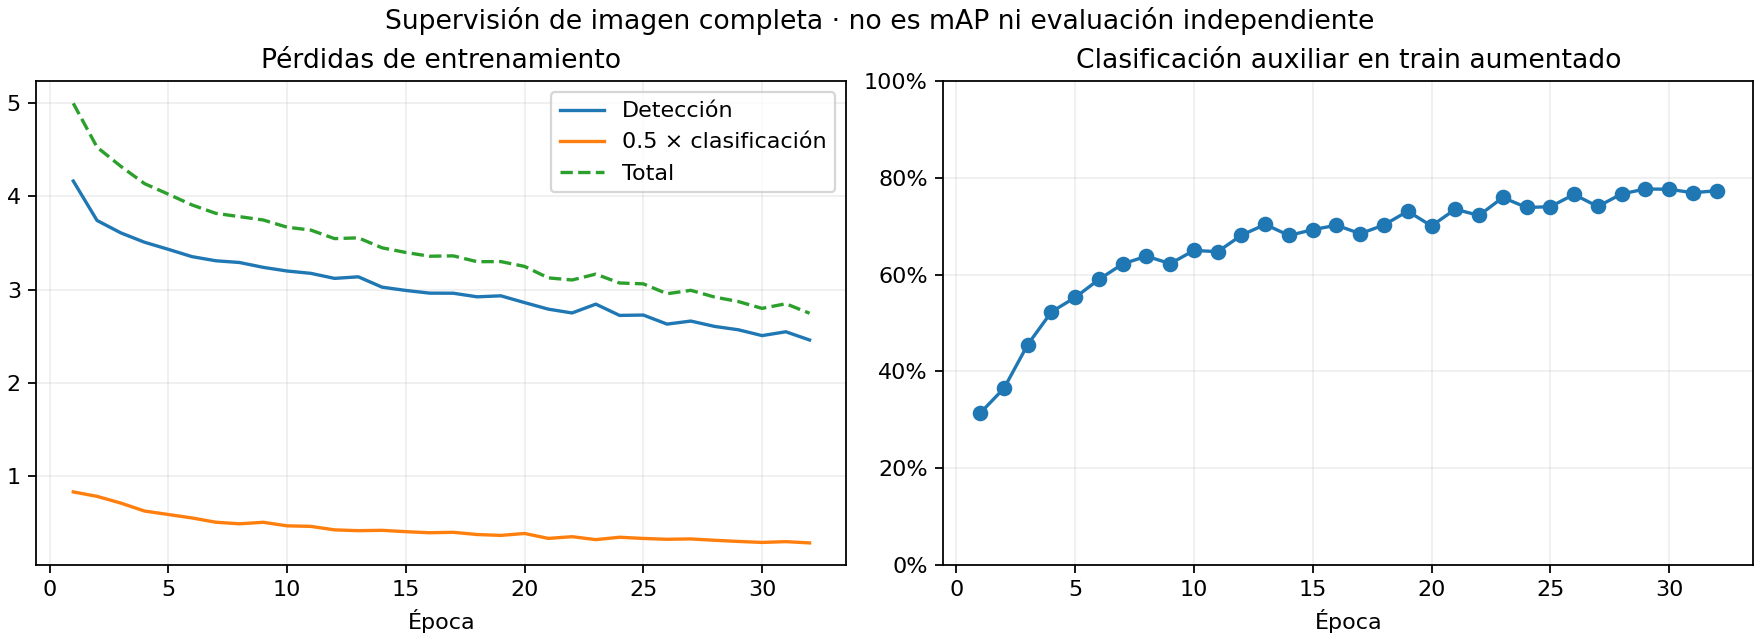 Supervisión de imagen completa · no es mAP ni evaluación independiente
Pérdidas de entrenamiento
5
4
3
2
1
Detección
0.5 × clasificación
Total
0 5 10 15 20 25 30
Época
Clasificación auxiliar en train aumentado
100%
80%
60%
40%
20%
0%
0 5 10 15 20 25 30
Época